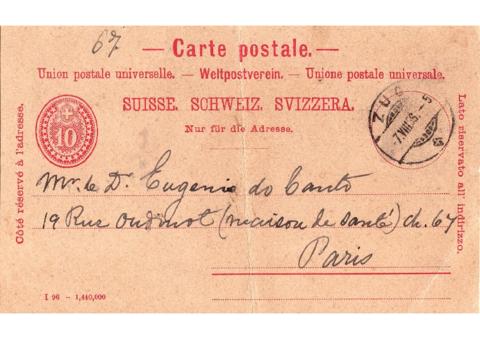 67
— Carte postale. —
Union postale universelle. — Weltpostverein. — Unione postale universale.
SUISSE. SCHWEIZ. SVIZZERA.
Nur für die Adresse.
10
ZUG
Côté réservé à l'adresse.
Lato riservato all' indirizzo.
Mr. le Dr. Eugenio do Canto
19 Rue Oudinot (maison de santé) ch. 67
Paris
I 96 - 1,440,000